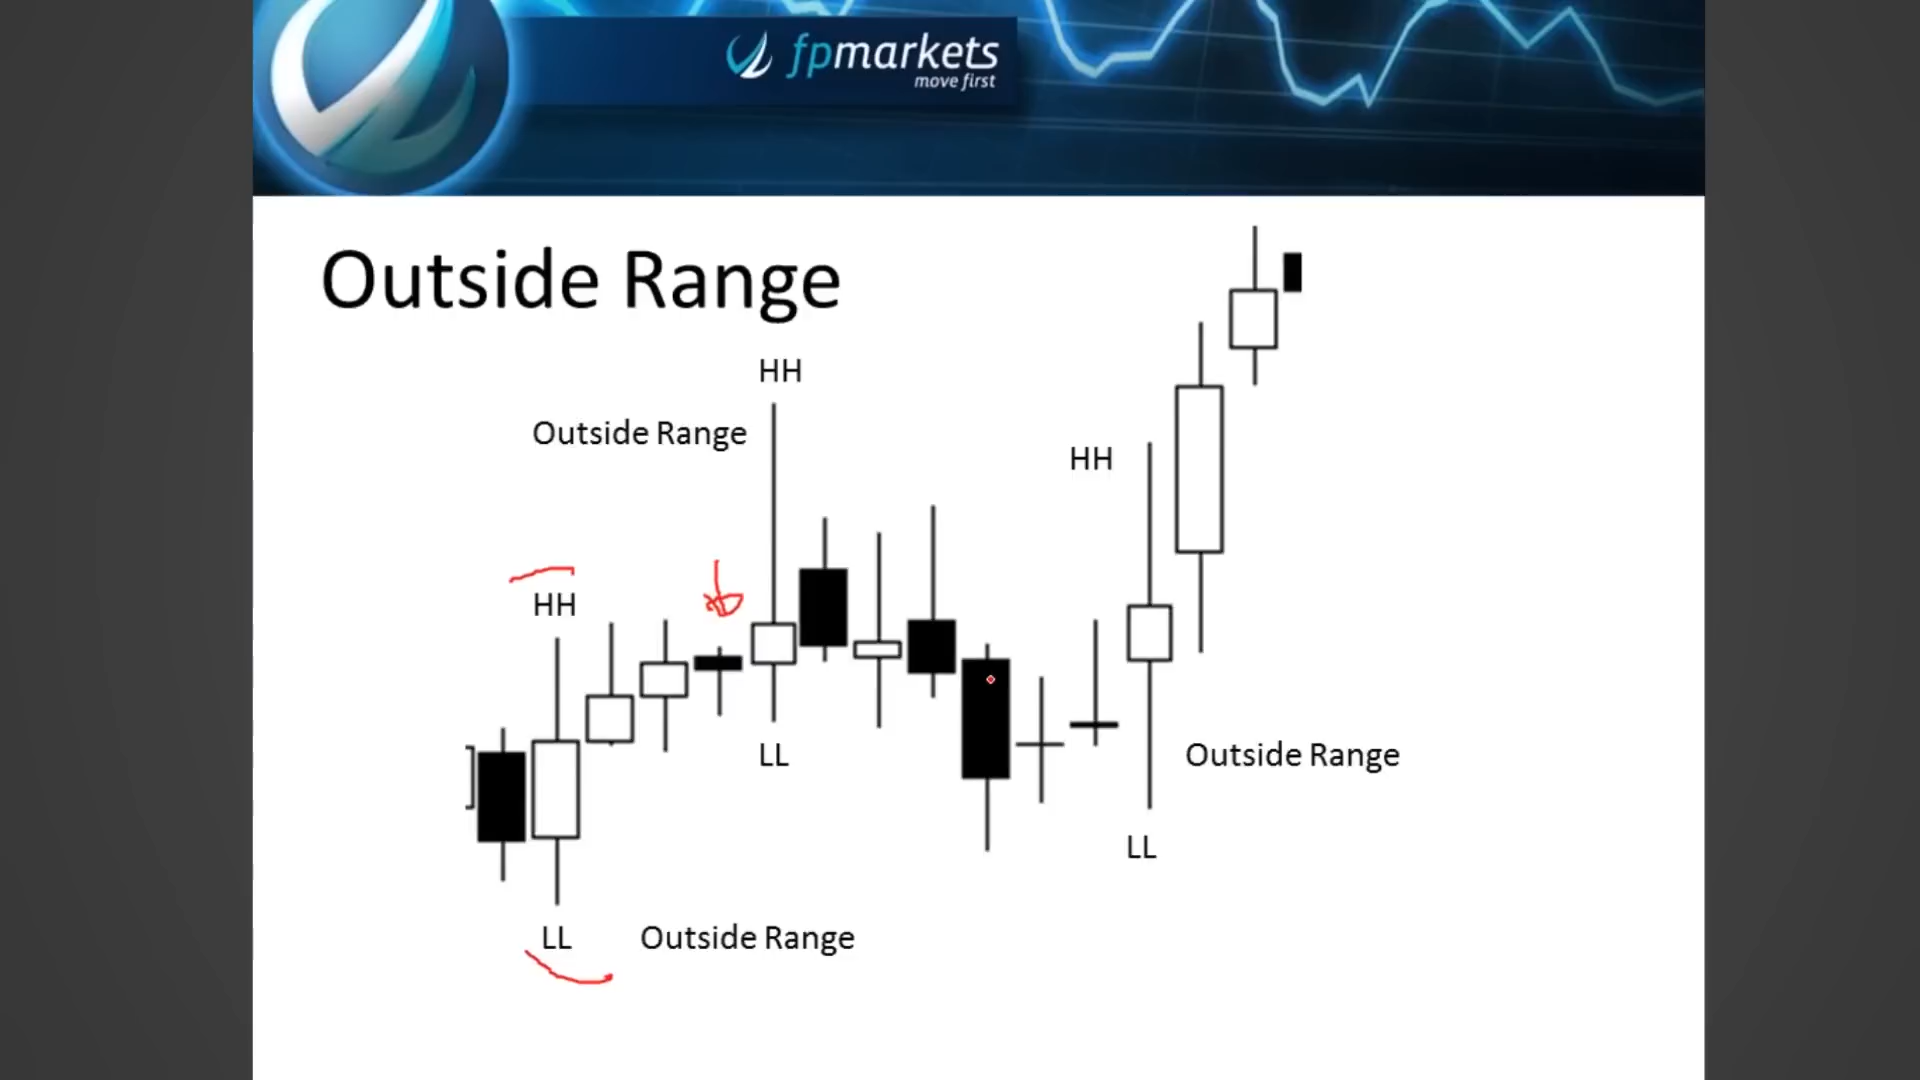 fpmarkets
move first
Outside Range
HH
Outside Range
HH
HH
LL
Outside Range
LL
LL
Outside Range